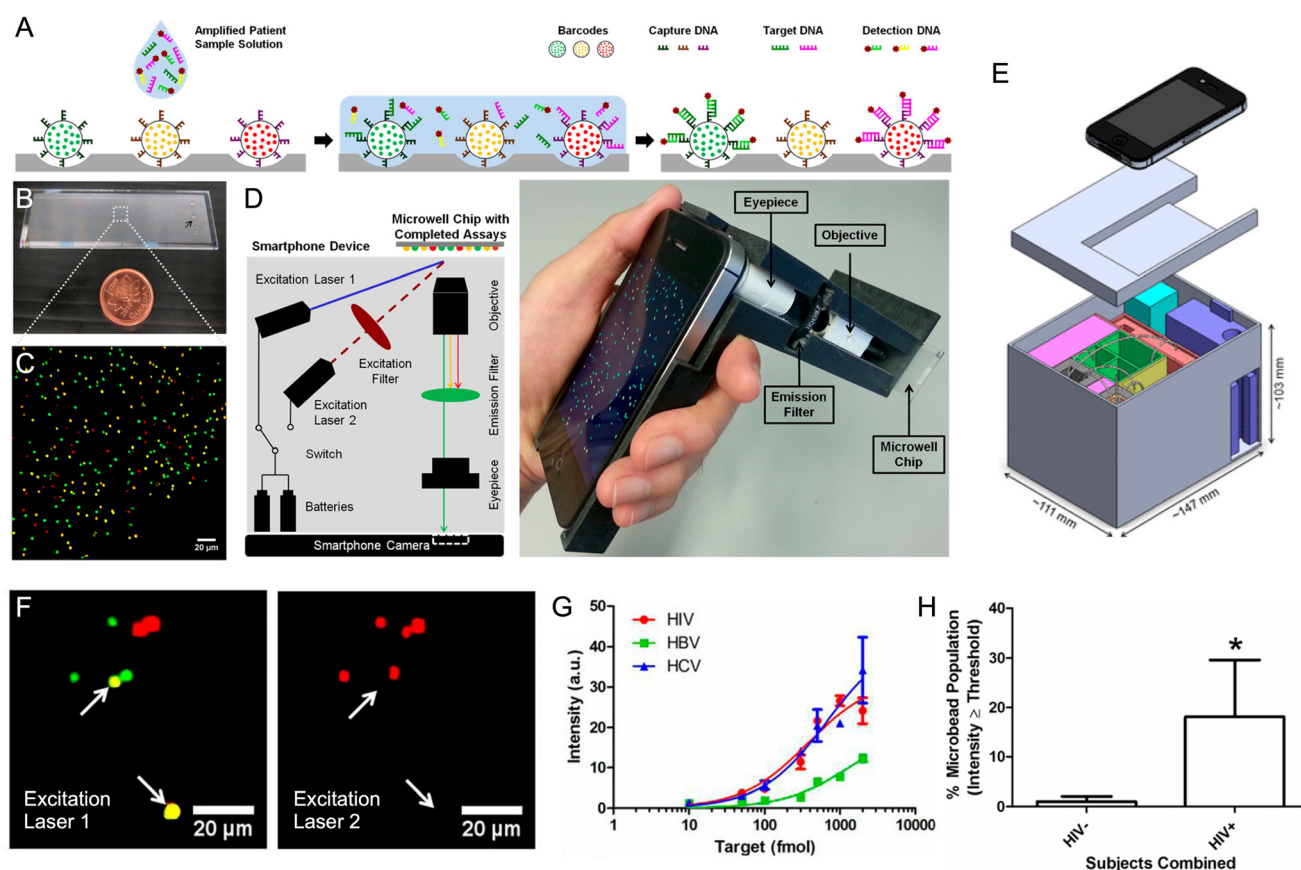 A
Amplified Patient
Sample Solution
Barcodes
Capture DNA
Target DNA
Detection DNA
B
C
20 µm
D
Smartphone Device
Microwell Chip with
Completed Assays
Excitation Laser 1
Excitation
Filter
Excitation
Laser 2
Switch
Batteries
Objective
Emission Filter
Eyepiece
Smartphone Camera
Eyepiece
Objective
Emission
Filter
Microwell
Chip
E
~103 mm
~111 mm
~147 mm
F
Excitation
Laser 1
20 µm
Excitation
Laser 2
20 µm
G
Intensity (a.u.)
50
40
30
20
10
0
HIV
HBV
HCV
1
10
100
1000
10000
Target (fmol)
H
% Microbead Population
(Intensity ≥ Threshold)
40
30
20
10
0
*
HIV-
HIV+
Subjects Combined